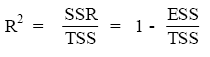 R² = SSR/TSS = 1 - ESS/TSS